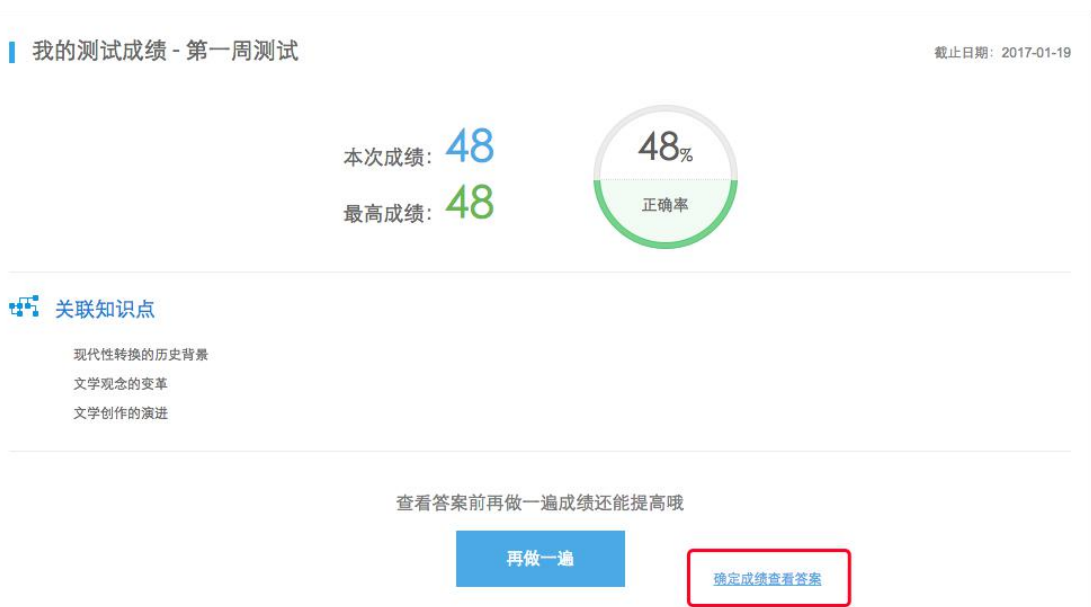 我的测试成绩 - 第一周测试
截止日期：2017-01-19
本次成绩：48
最高成绩：48
48%
正确率
关联知识点
现代性转换的历史背景
文学观念的变革
文学创作的演进
查看答案前再做一遍成绩还能提高哦
再做一遍
确定成绩查看答案